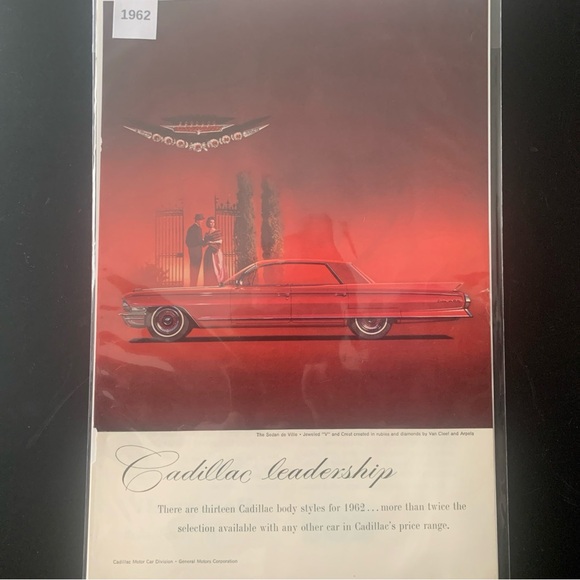 1962
The Sedan de Ville • Jeweled "V" and Crest created in rubies and diamonds by Van Cleef and Arpels
Cadillac leadership
There are thirteen Cadillac body styles for 1962...more than twice the
selection available with any other car in Cadillac's price range.
Cadillac Motor Car Division • General Motors Corporation